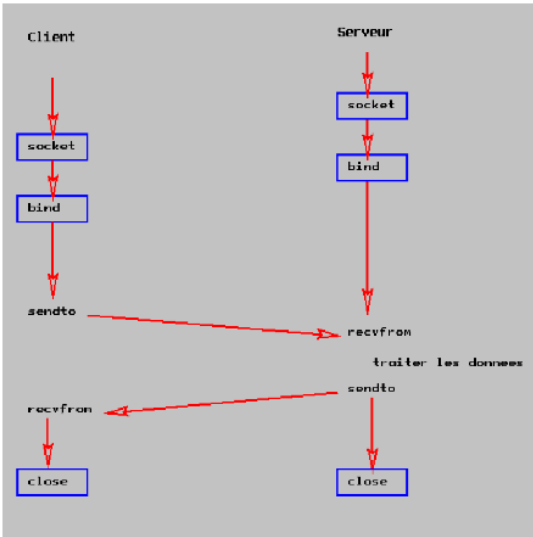 Client
socket
bind
sendto
recvfrom
close
Serveur
socket
bind
recvfrom
traiter les donnees
sendto
close